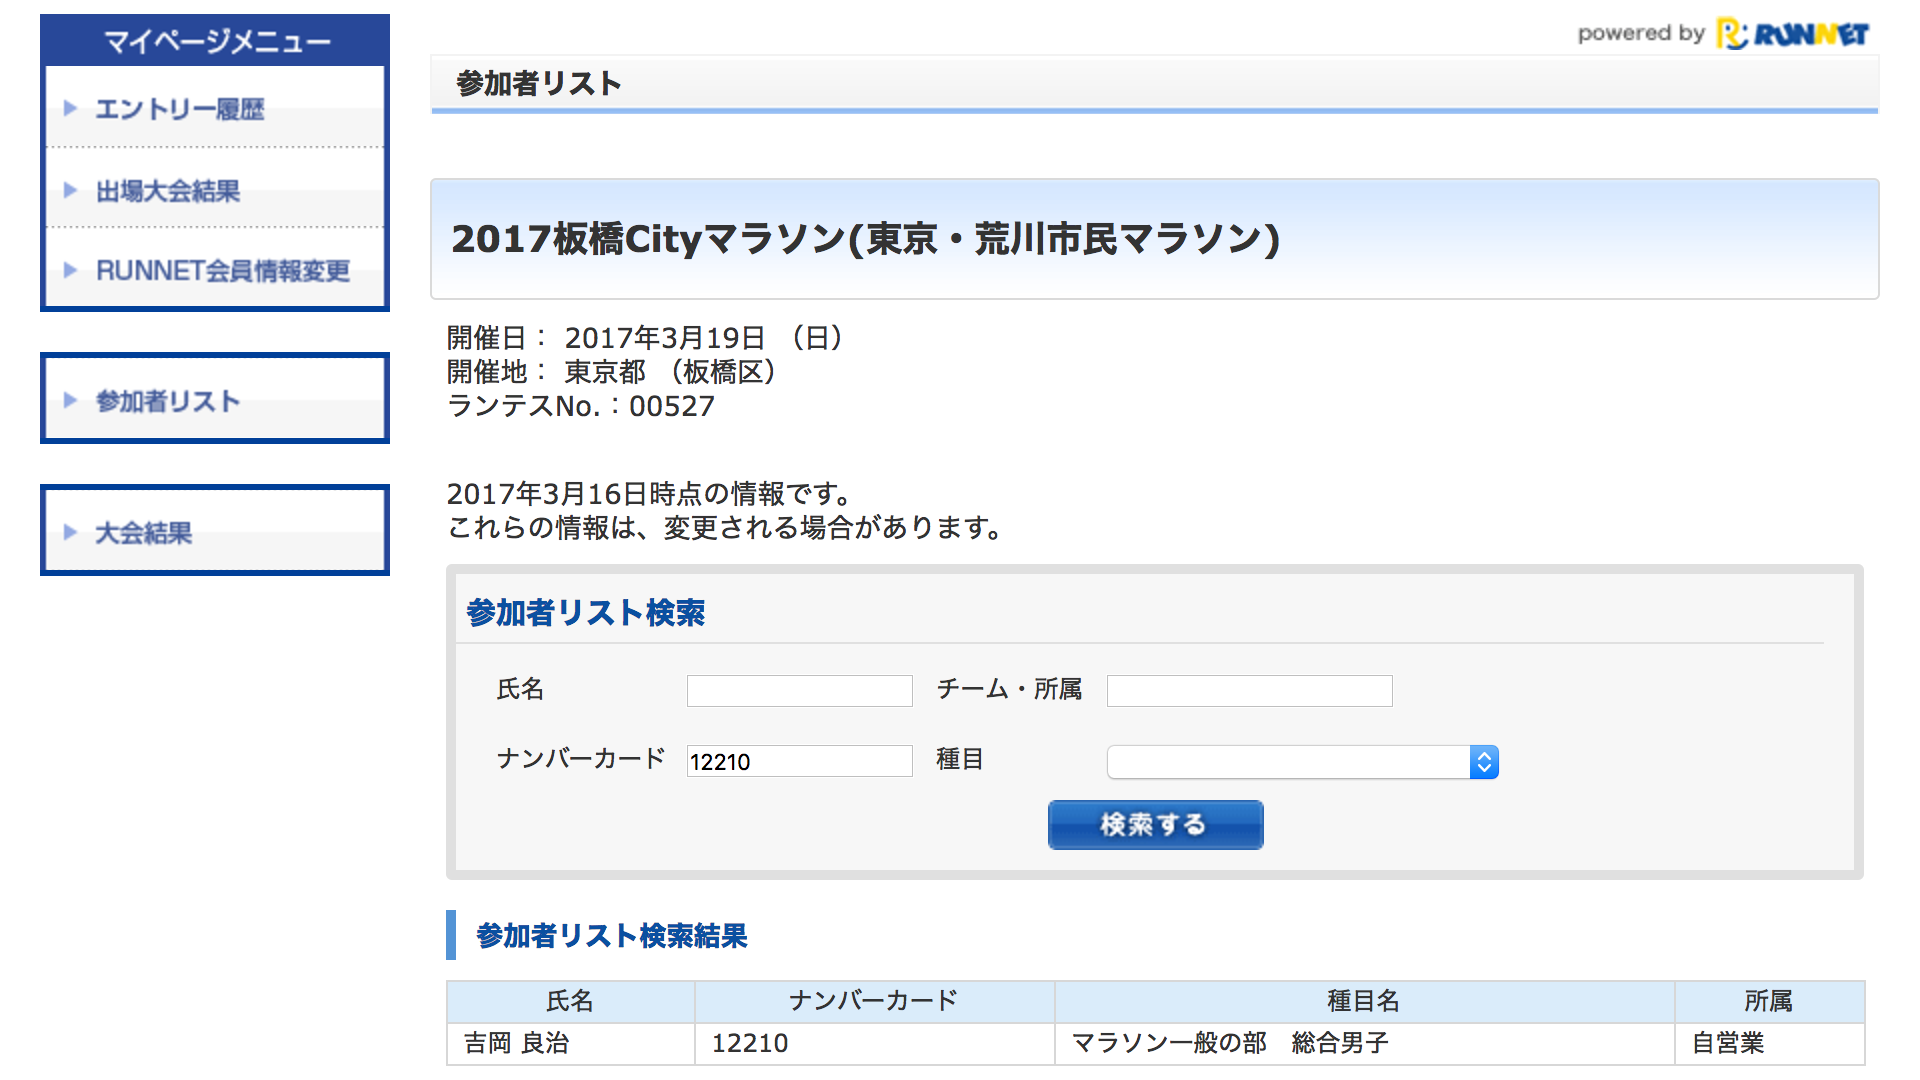 マイページメニュー
エントリー履歴
出場大会結果
RUNNET会員情報変更
参加者リスト
大会結果
powered by RUNNET
参加者リスト
2017板橋Cityマラソン(東京・荒川市民マラソン)
開催日： 2017年3月19日 （日）
開催地： 東京都 （板橋区）
ランテスNo.：00527
2017年3月16日時点の情報です。
これらの情報は、変更される場合があります。
参加者リスト検索
氏名 チーム・所属
ナンバーカード 12210 種目
検索する
参加者リスト検索結果
氏名 ナンバーカード 種目名 所属
吉岡 良治 12210 マラソン一般の部　総合男子 自営業